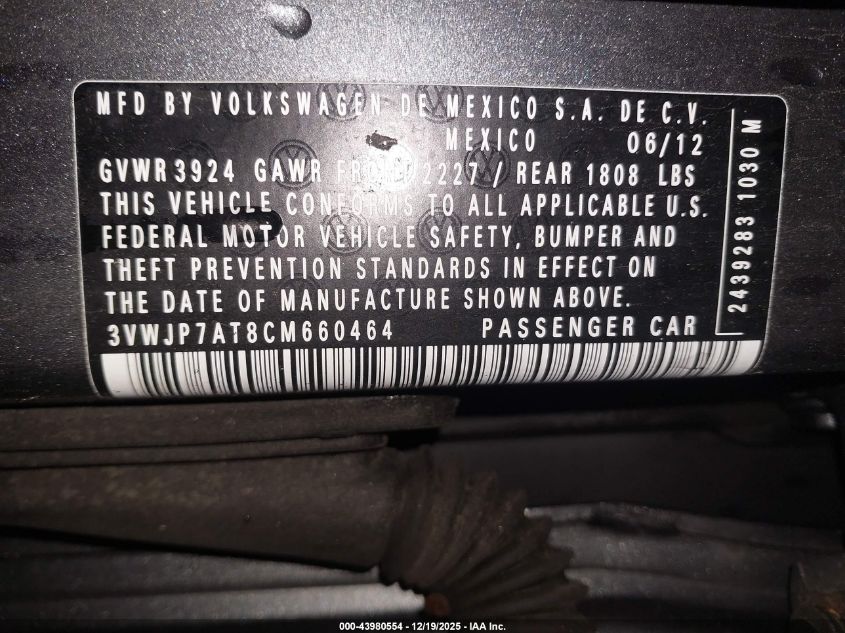 MFD BY VOLKSWAGEN DE MEXICO S.A. DE C.V.
MEXICO 06/12
GVWR 3924 GAWR FRONT 2227 / REAR 1808 LBS
THIS VEHICLE CONFORMS TO ALL APPLICABLE U.S.
FEDERAL MOTOR VEHICLE SAFETY, BUMPER AND
THEFT PREVENTION STANDARDS IN EFFECT ON
THE DATE OF MANUFACTURE SHOWN ABOVE.
3VWJP7AT8CM660464 PASSENGER CAR
2439283 1030 M
000-43980554 - 12/19/2025 - IAA Inc.